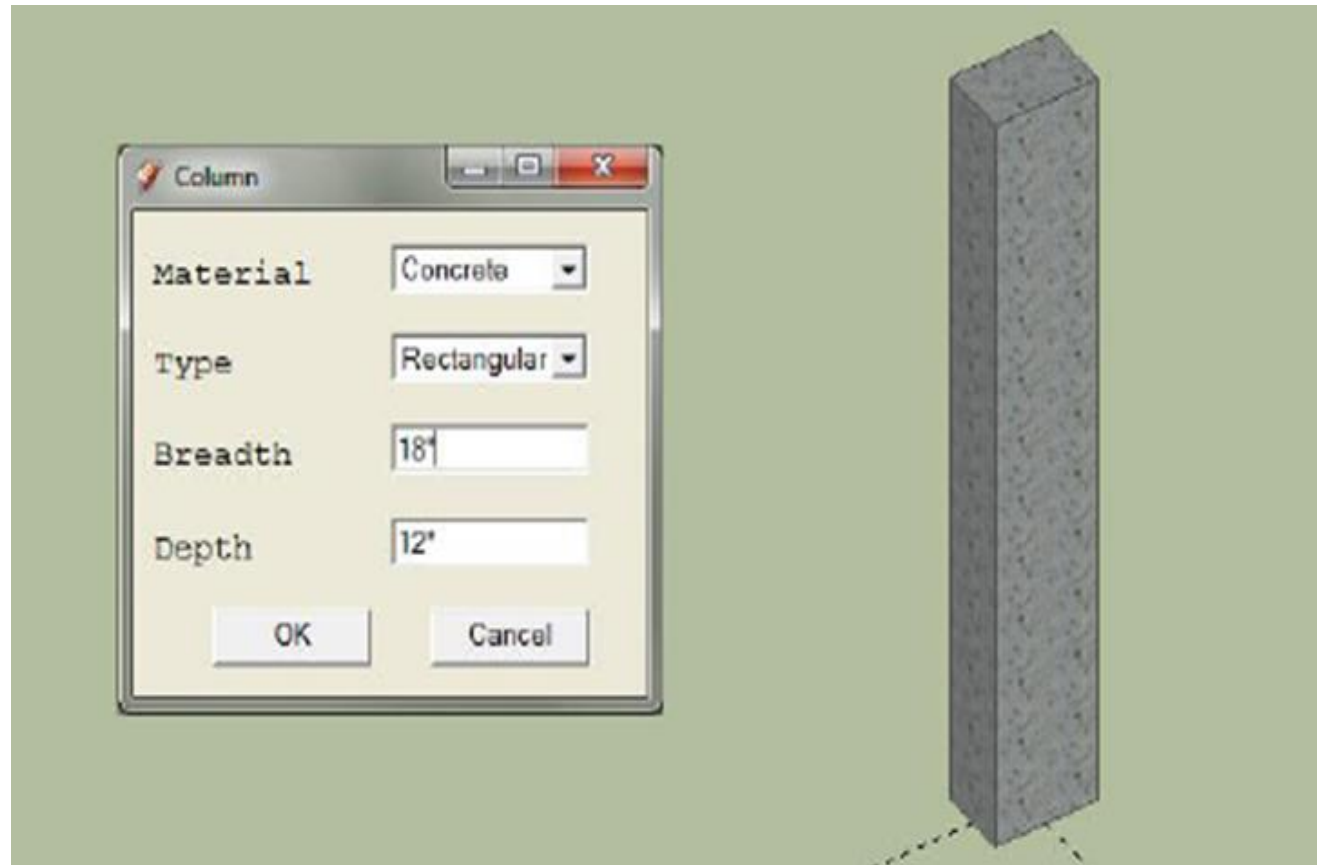 Column
Material Concrete
Type Rectangular
Breadth 18"
Depth 12"
OK Cancel